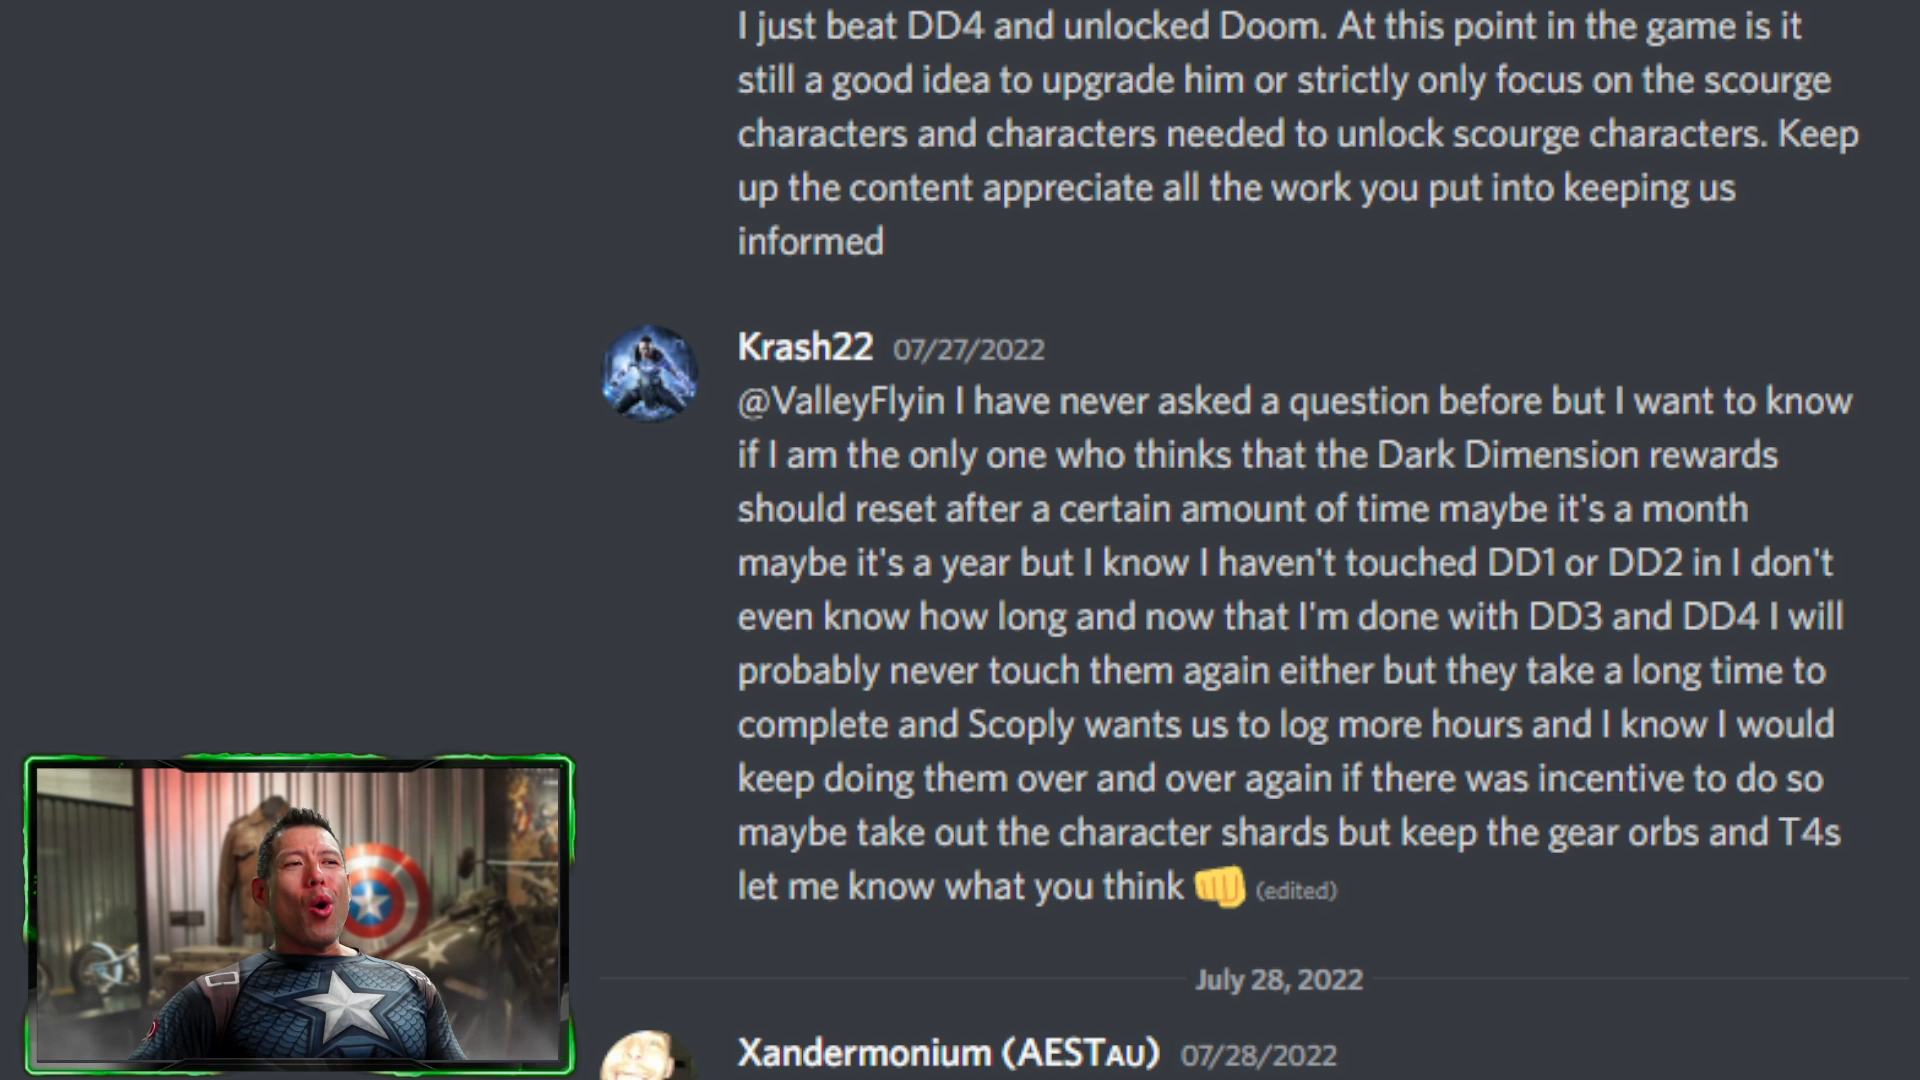 I just beat DD4 and unlocked Doom. At this point in the game is it
still a good idea to upgrade him or strictly only focus on the scourge
characters and characters needed to unlock scourge characters. Keep
up the content appreciate all the work you put into keeping us
informed
Krash22 07/27/2022
@ValleyFlyin I have never asked a question before but I want to know
if I am the only one who thinks that the Dark Dimension rewards
should reset after a certain amount of time maybe it's a month
maybe it's a year but I know I haven't touched DD1 or DD2 in I don't
even know how long and now that I'm done with DD3 and DD4 I will
probably never touch them again either but they take a long time to
complete and Scoply wants us to log more hours and I know I would
keep doing them over and over again if there was incentive to do so
maybe take out the character shards but keep the gear orbs and T4s
let me know what you think 👊 (edited)
July 28, 2022
Xandermonium (AESTAU) 07/28/2022